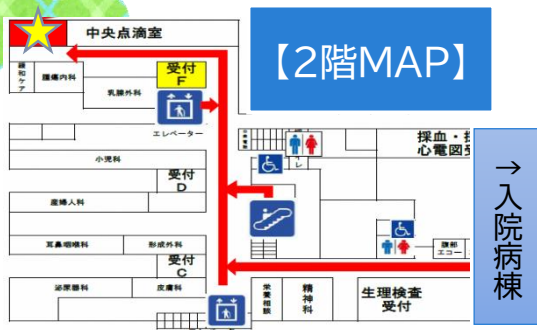 中央点滴室
【2階MAP】
緩和ケア
腫瘍内科
乳腺外科
受付
F
エレベーター
採血・採
心電図受
小児科
受付
D
産婦人科
→入院病棟
耳鼻咽喉科
形成外科
受付
C
腹部
エコー
泌尿器科
皮膚科
栄養相談
精神科
生理検査
受付